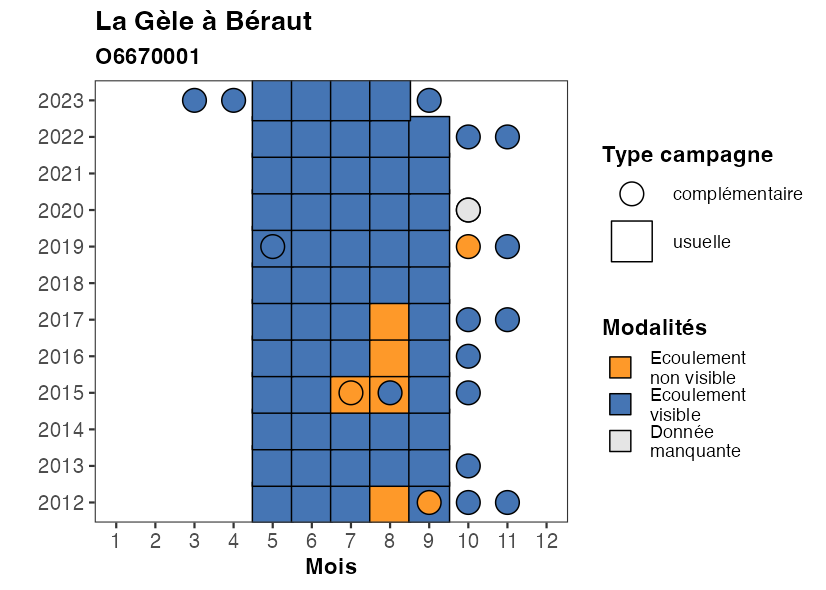 La Gèle à Béraut
O6670001
2023
2022
2021
2020
2019
2018
2017
2016
2015
2014
2013
2012
1 2 3 4 5 6 7 8 9 10 11 12
Mois
Type campagne
complémentaire
usuelle
Modalités
Ecoulement
non visible
Ecoulement
visible
Donnée
manquante